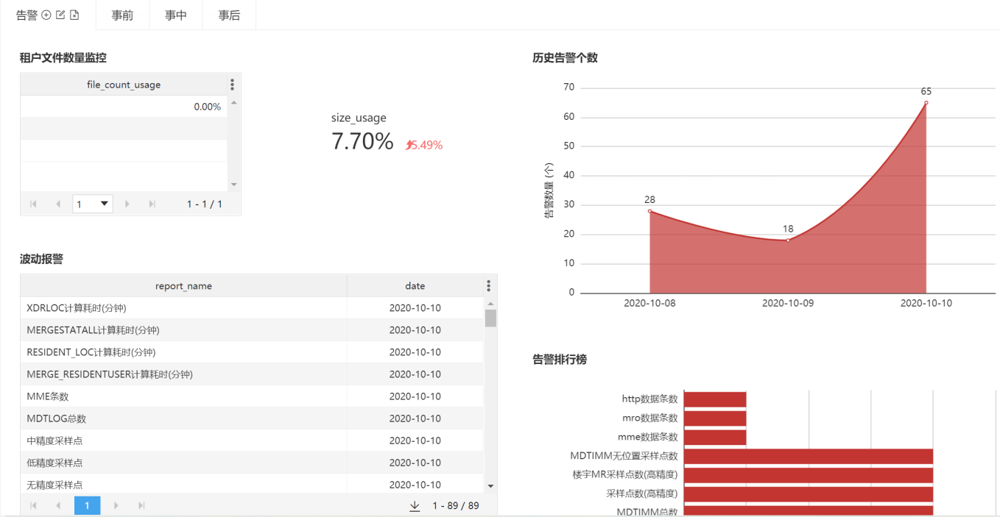 告警
事前
事中
事后
租户文件数量监控
file_count_usage
0.00%
1
1 - 1 / 1
size_usage
7.70%
5.49%
波动报警
report_name date
XDRLOC计算耗时(分钟) 2020-10-10
MERGESTATALL计算耗时(分钟) 2020-10-10
RESIDENT_LOC计算耗时(分钟) 2020-10-10
MERGE_RESIDENTUSER计算耗时(分钟) 2020-10-10
MME条数 2020-10-10
MDTLOG总数 2020-10-10
中精度采样点 2020-10-10
低精度采样点 2020-10-10
无精度采样点 2020-10-10
1
1 - 89 / 89
历史告警个数
告警数量 (个)
70
60
50
40
30
20
10
0
28
18
65
2020-10-08 2020-10-09 2020-10-10
告警排行榜
http数据条数
mro数据条数
mme数据条数
MDTIMM无位置采样点数
楼宇MR采样点数(高精度)
采样点数(高精度)
MDTIMM总数